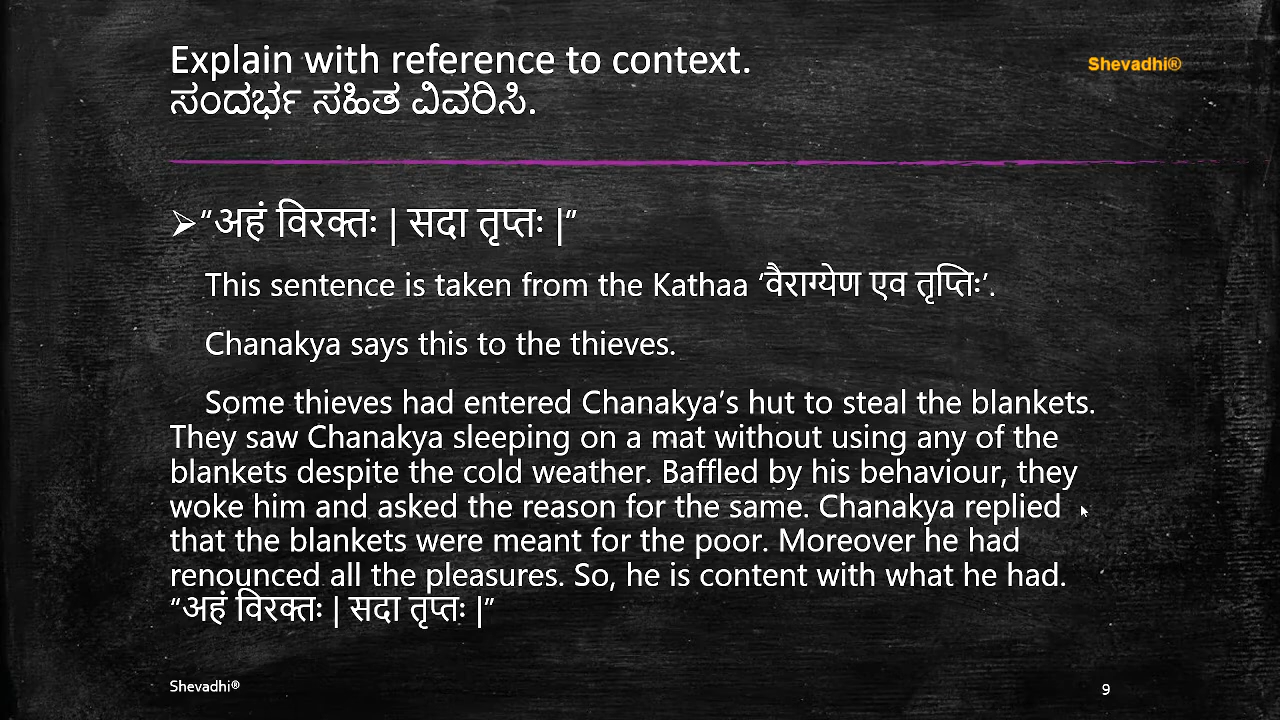 Explain with reference to context.
Shevadhi®
ಸಂದರ್ಭ ಸಹಿತ ವಿವರಿಸಿ.
➢“अहं विरक्तः | सदा तृप्तः |”
This sentence is taken from the Kathaa ‘वैराग्येण एव तृप्तिः’.
Chanakya says this to the thieves.
Some thieves had entered Chanakya’s hut to steal the blankets.
They saw Chanakya sleeping on a mat without using any of the
blankets despite the cold weather. Baffled by his behaviour, they
woke him and asked the reason for the same. Chanakya replied
that the blankets were meant for the poor. Moreover he had
renounced all the pleasures. So, he is content with what he had.
“अहं विरक्तः | सदा तृप्तः |”
Shevadhi®
9